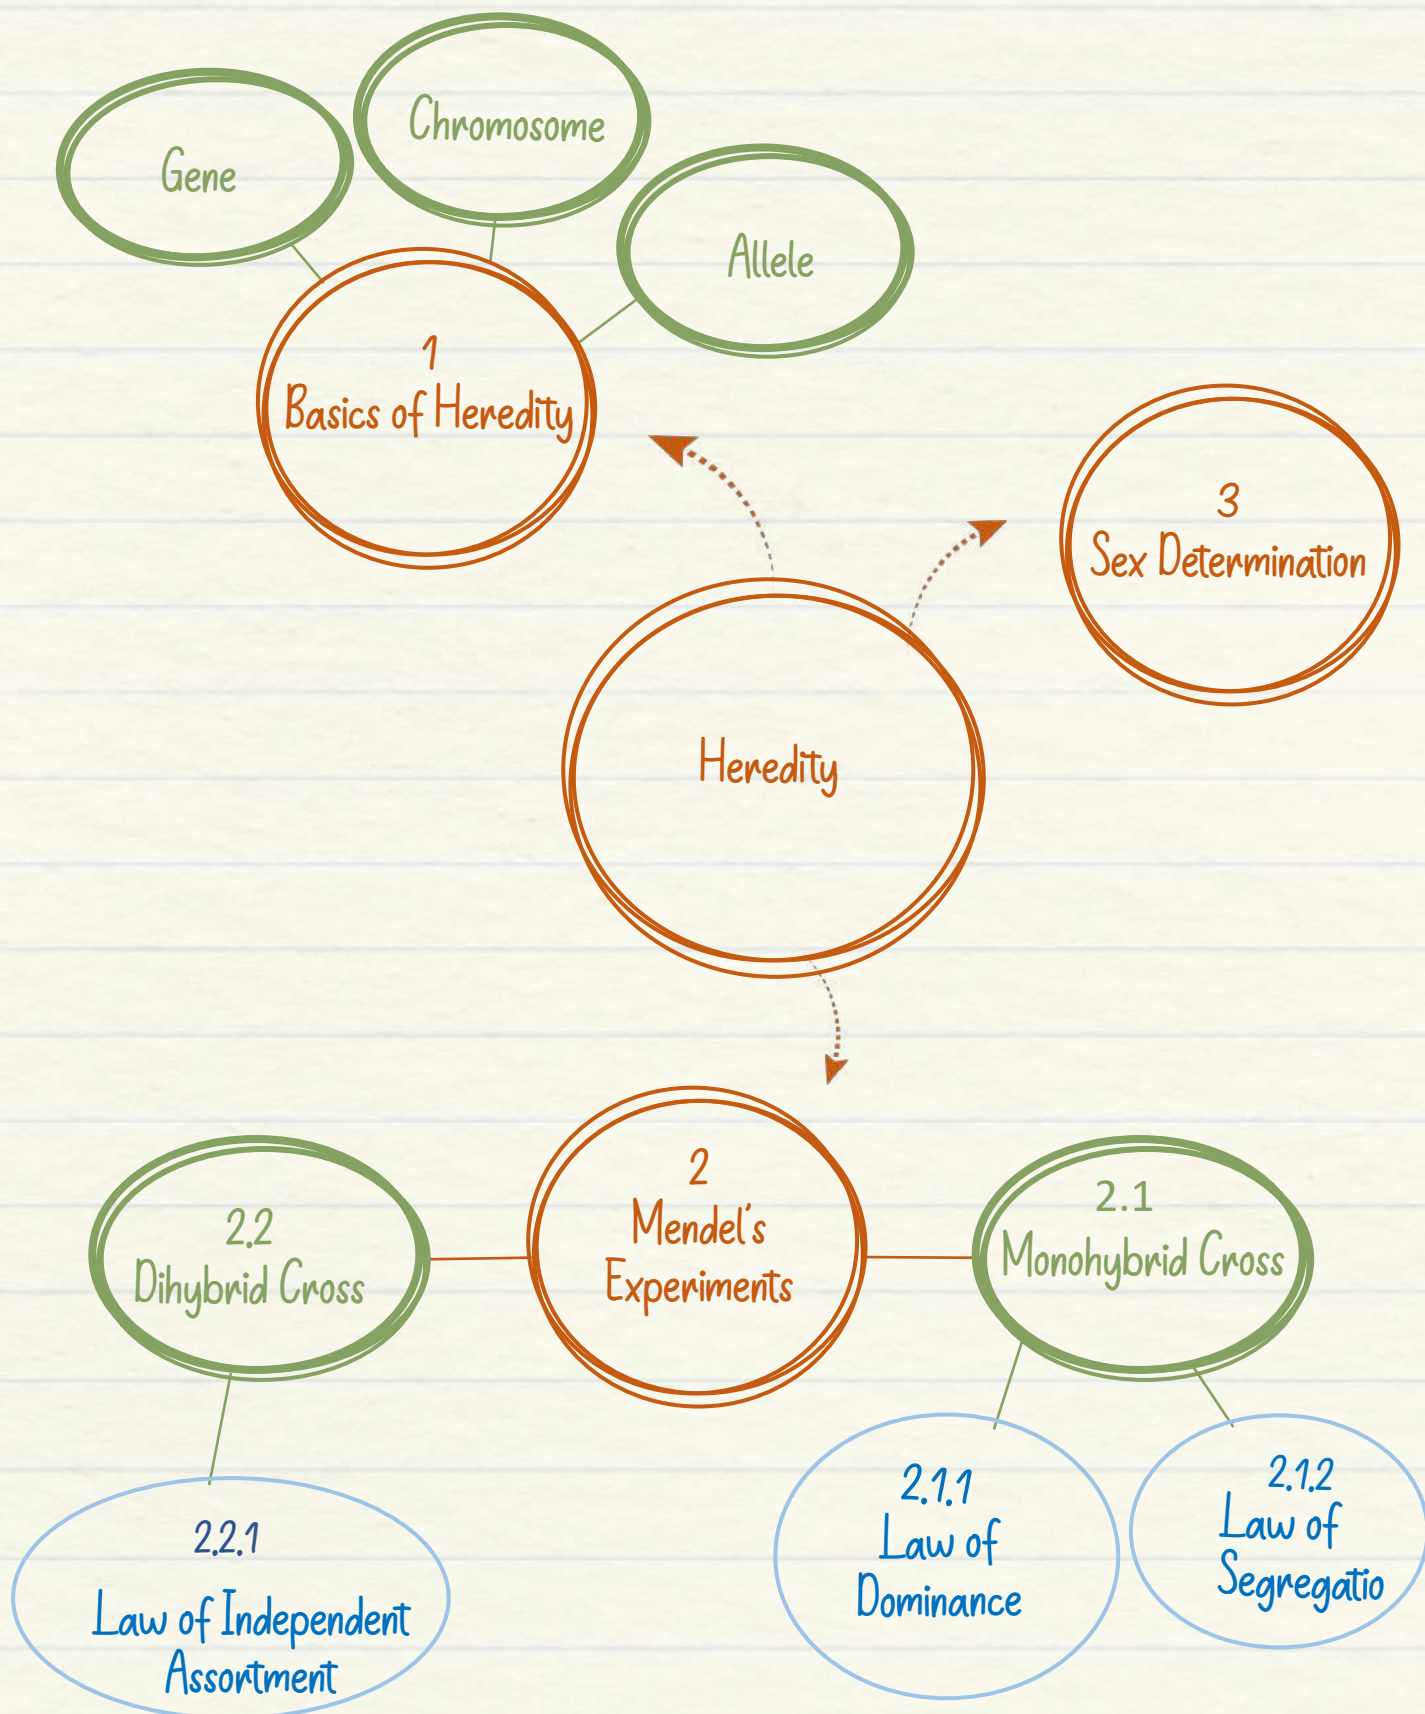 Chromosome
Gene
Allele
1
Basics of Heredity
3
Sex Determination
Heredity
2
Mendel's
Experiments
2.2
Dihybrid Cross
2.1
Monohybrid Cross
2.2.1
Law of Independent
Assortment
2.1.1
Law of
Dominance
2.1.2
Law of
Segregatio